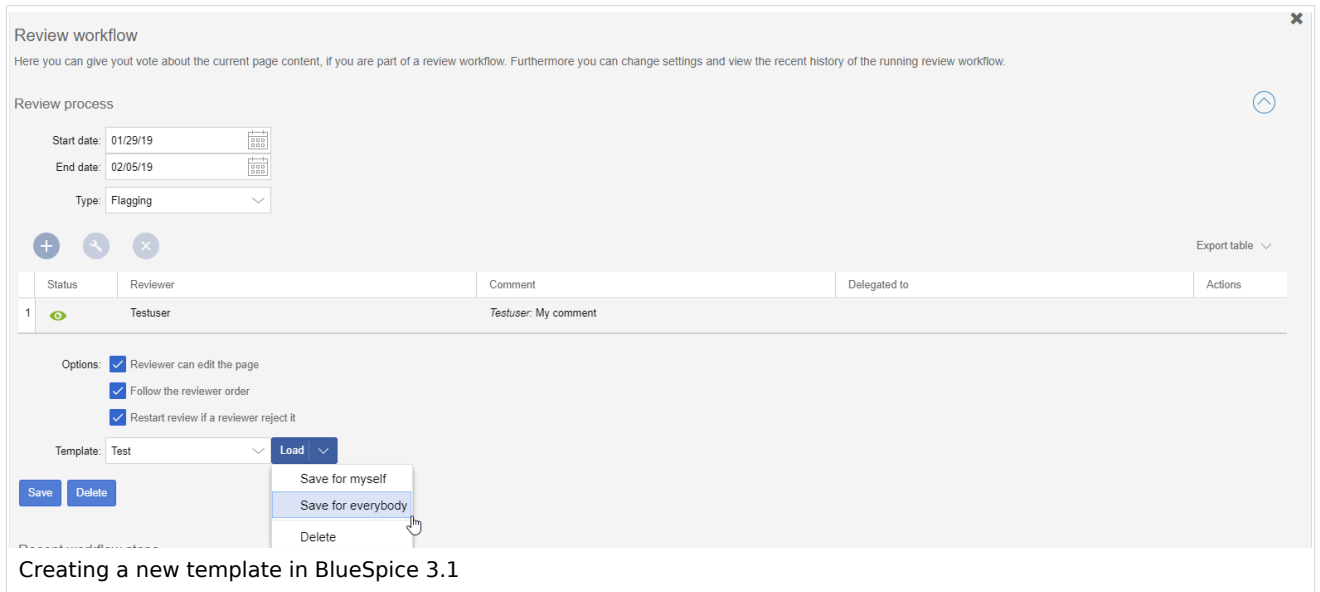 Review workflow
Here you can give yout vote about the current page content, if you are part of a review workflow. Furthermore you can change settings and view the recent history of the running review workflow.
Review process
Start date: 01/29/19
End date: 02/05/19
Type: Flagging
Export table
Status Reviewer Comment Delegated to Actions
1 Testuser Testuser: My comment
Options: Reviewer can edit the page
Follow the reviewer order
Restart review if a reviewer reject it
Template: Test Load
Save for myself
Save Delete
Save for everybody
Delete
Recent workflow steps
Creating a new template in BlueSpice 3.1